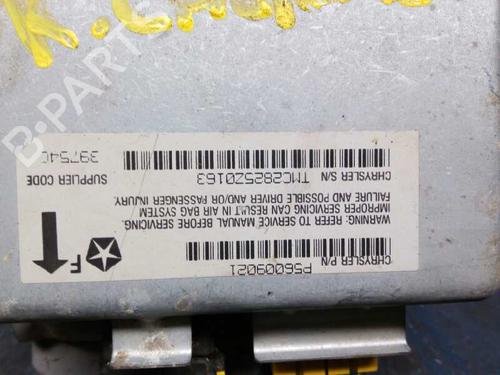 CHRYSLER P/N
P56009021
F
WARNING: REFER TO SERVICE MANUAL BEFORE SERVICING.
IMPROPER SERVICING CAN RESULT IN AIR BAG SYSTEM
FAILURE AND POSSIBLE DRIVER AND/OR PASSENGER INJURY.
CHRYSLER S/N TMC2825Z0163 SUPPLIER CODE 39754C
B-PARTS